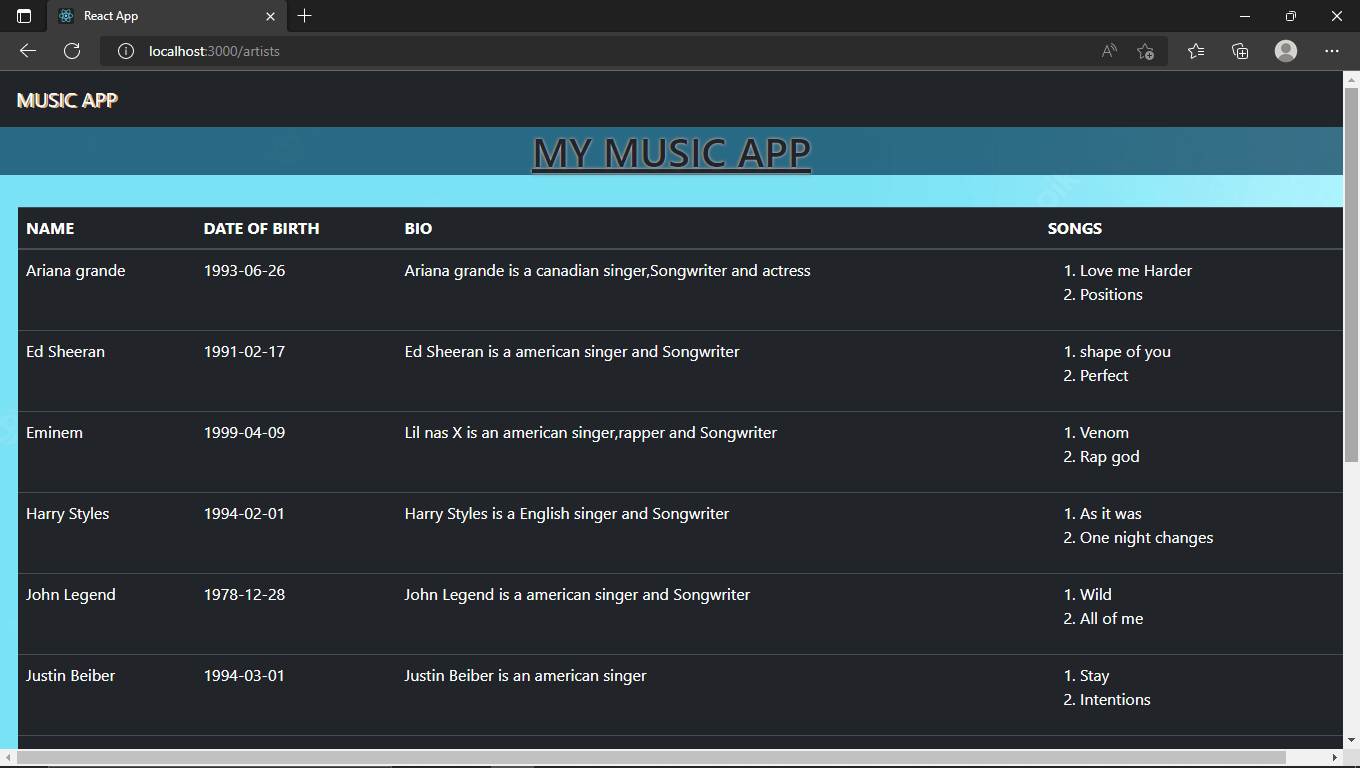 React App
localhost:3000/artists
MUSIC APP
MY MUSIC APP
NAME DATE OF BIRTH BIO SONGS
Ariana grande 1993-06-26 Ariana grande is a canadian singer,Songwriter and actress 1. Love me Harder
2. Positions
Ed Sheeran 1991-02-17 Ed Sheeran is a american singer and Songwriter 1. shape of you
2. Perfect
Eminem 1999-04-09 Lil nas X is an american singer,rapper and Songwriter 1. Venom
2. Rap god
Harry Styles 1994-02-01 Harry Styles is a English singer and Songwriter 1. As it was
2. One night changes
John Legend 1978-12-28 John Legend is a american singer and Songwriter 1. Wild
2. All of me
Justin Beiber 1994-03-01 Justin Beiber is an american singer 1. Stay
2. Intentions